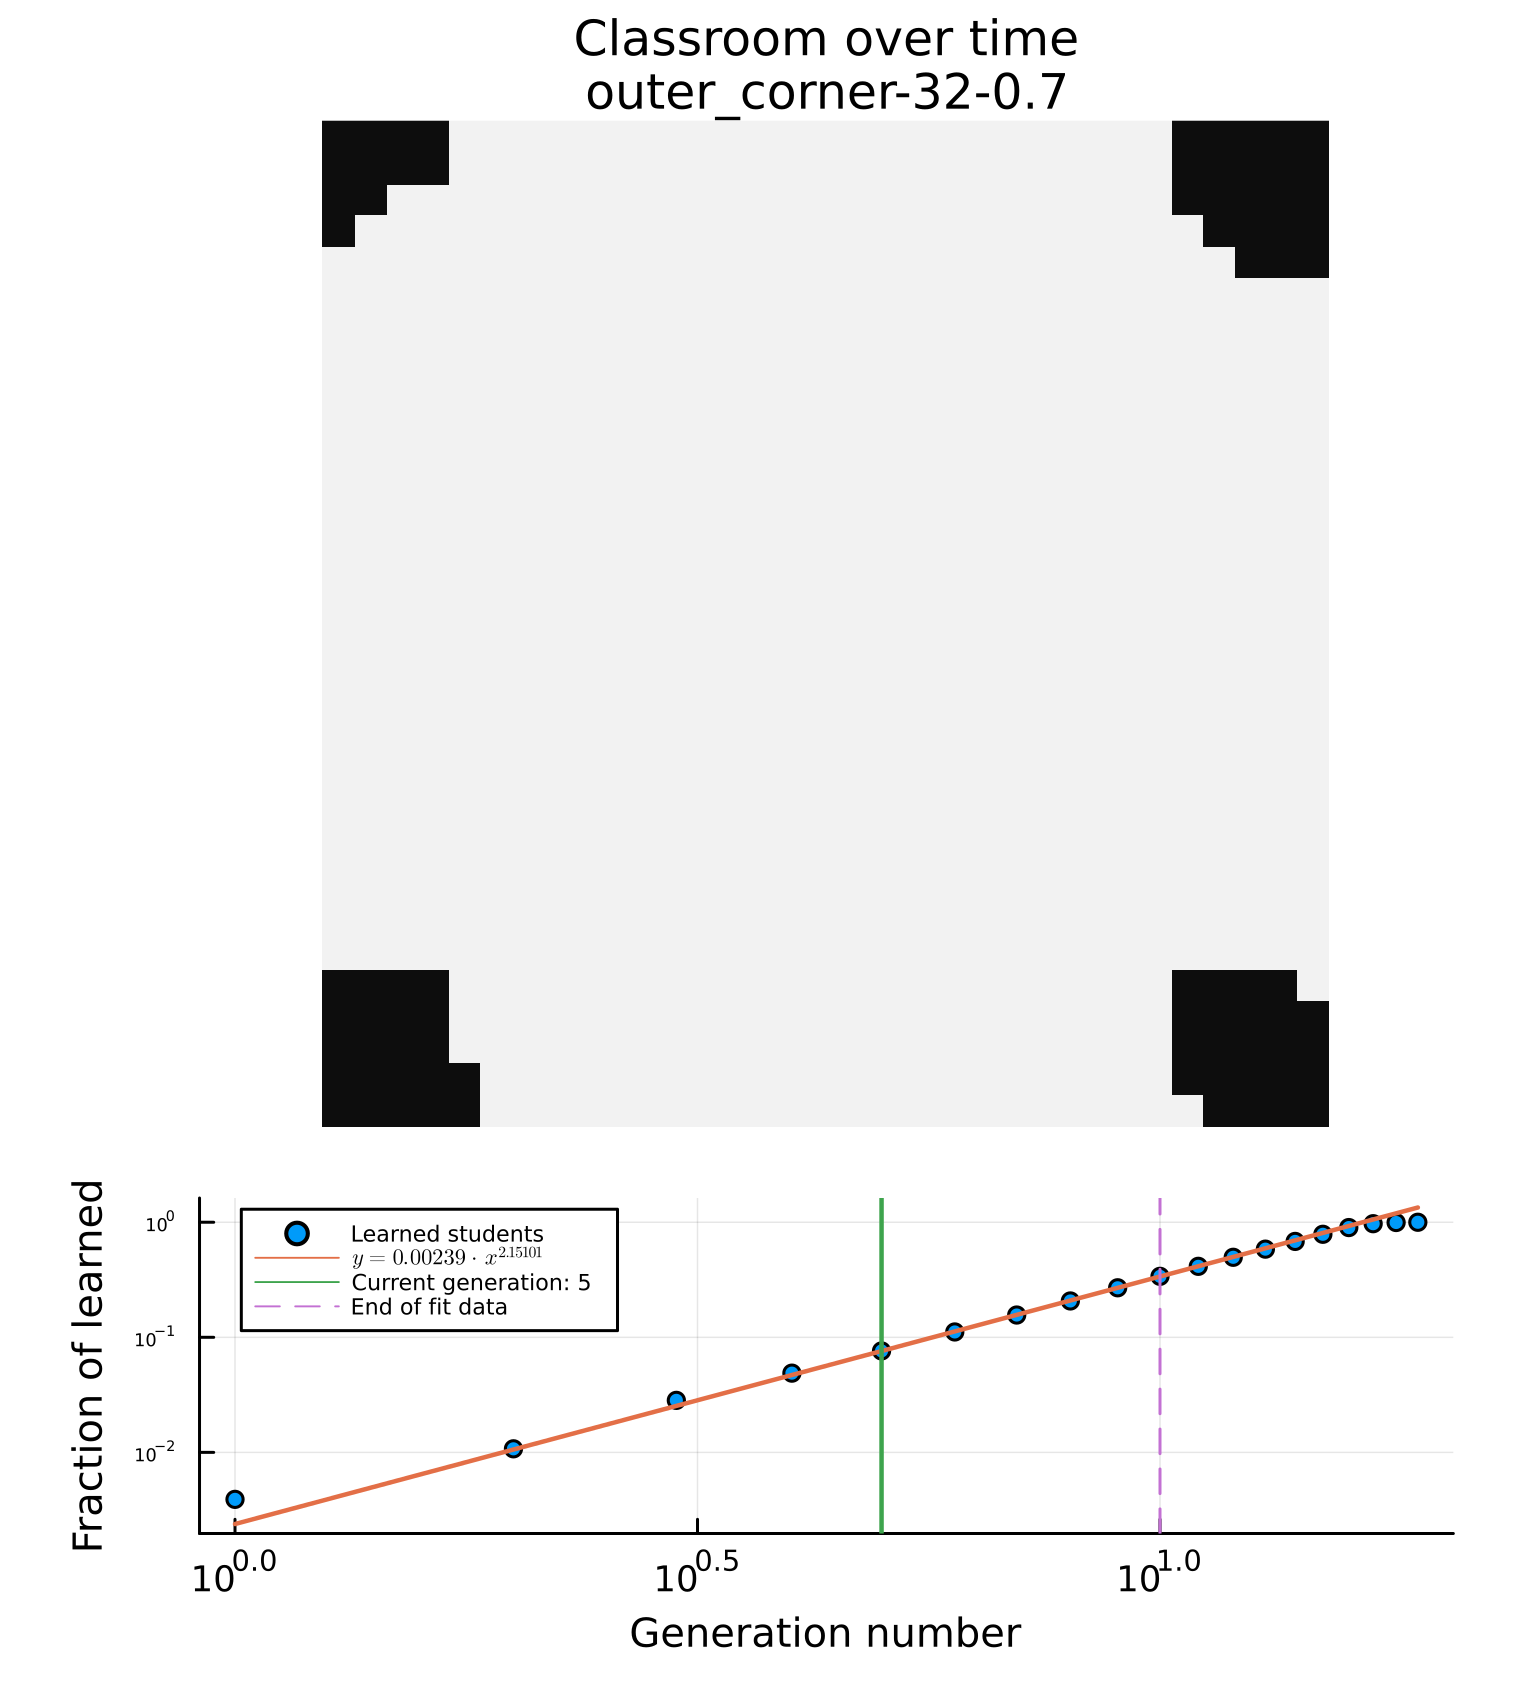 Classroom over time
outer_corner-32-0.7
Fraction of learned
10^0
10^−1
10^−2
Learned students
y = 0.00239 · x^2.15101
Current generation: 5
End of fit data
10^0.0 10^0.5 10^1.0
Generation number